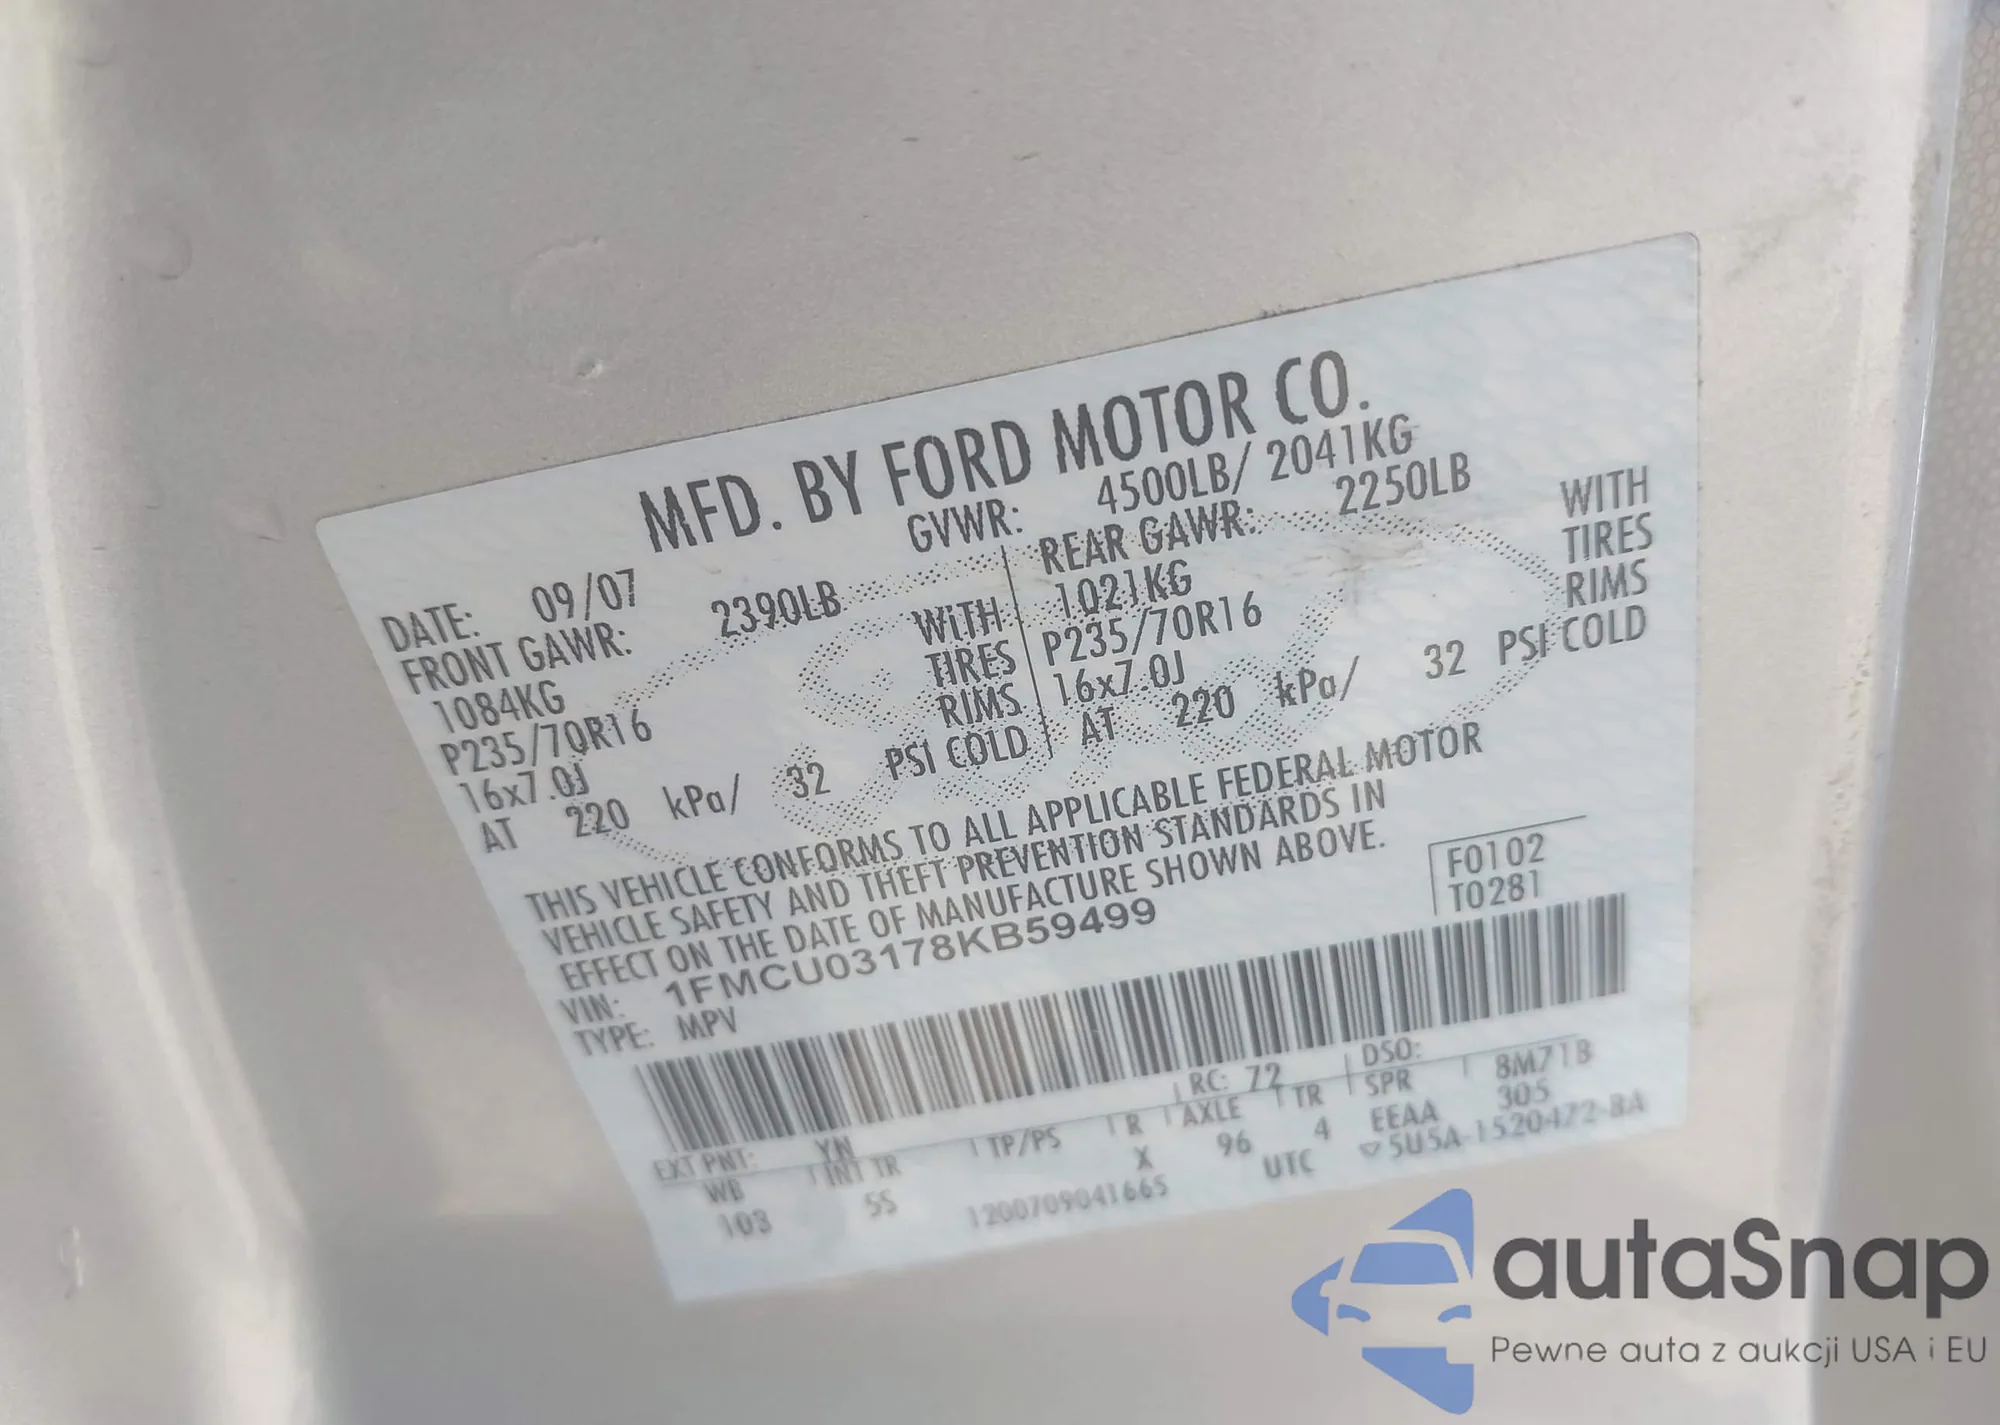 MFD. BY FORD MOTOR CO.
DATE: 09/07 GVWR: 4500LB/ 2041KG
FRONT GAWR: 2390LB REAR GAWR: 2250LB
1084KG WITH 1021KG WITH
P235/70R16 TIRES P235/70R16 TIRES
16x7.0J RIMS 16x7.0J RIMS
AT 220 kPa/ 32 PSI COLD AT 220 kPa/ 32 PSI COLD
THIS VEHICLE CONFORMS TO ALL APPLICABLE FEDERAL MOTOR
VEHICLE SAFETY AND THEFT PREVENTION STANDARDS IN
EFFECT ON THE DATE OF MANUFACTURE SHOWN ABOVE.
VIN: 1FMCU03178KB59499
TYPE: MPV
F0102
T0281
EXT PNT: YN RC: 72 DSO:
WB INT TR TP/PS R AXLE TR SPR 8M71B
103 5S X 96 4 EEAA 305
1200709041665 UTC ▽5U5A-1520472-BA
autaSnap
Pewne auta z aukcji USA i EU